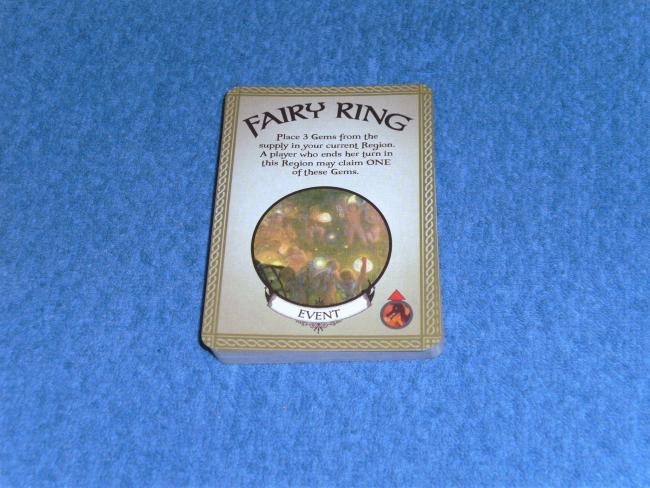 FAIRY RING
Place 3 Gems from the
supply in your current Region.
A player who ends her turn in
this Region may claim ONE
of these Gems.
EVENT